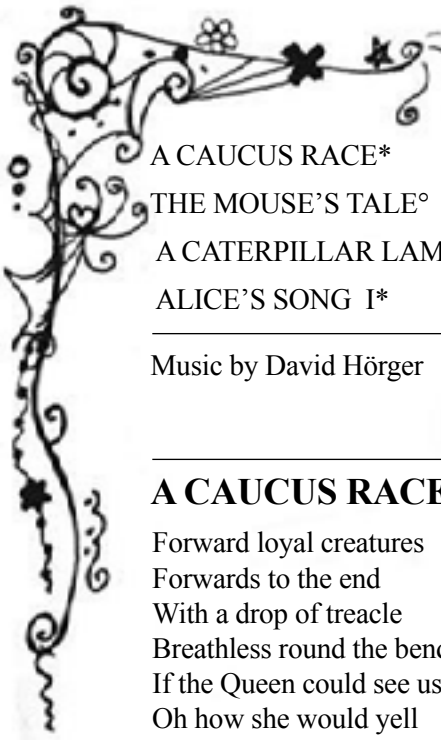 A CAUCUS RACE*
THE MOUSE'S TALE°
A CATERPILLAR
ALICE'S SONG I*
Music by David Hörger
A CAUCUS RACE
Forward loyal creatures
Forwards to the end
With a drop of treacle
Breathless round the bend
If the Queen could see us
Oh how she would yell